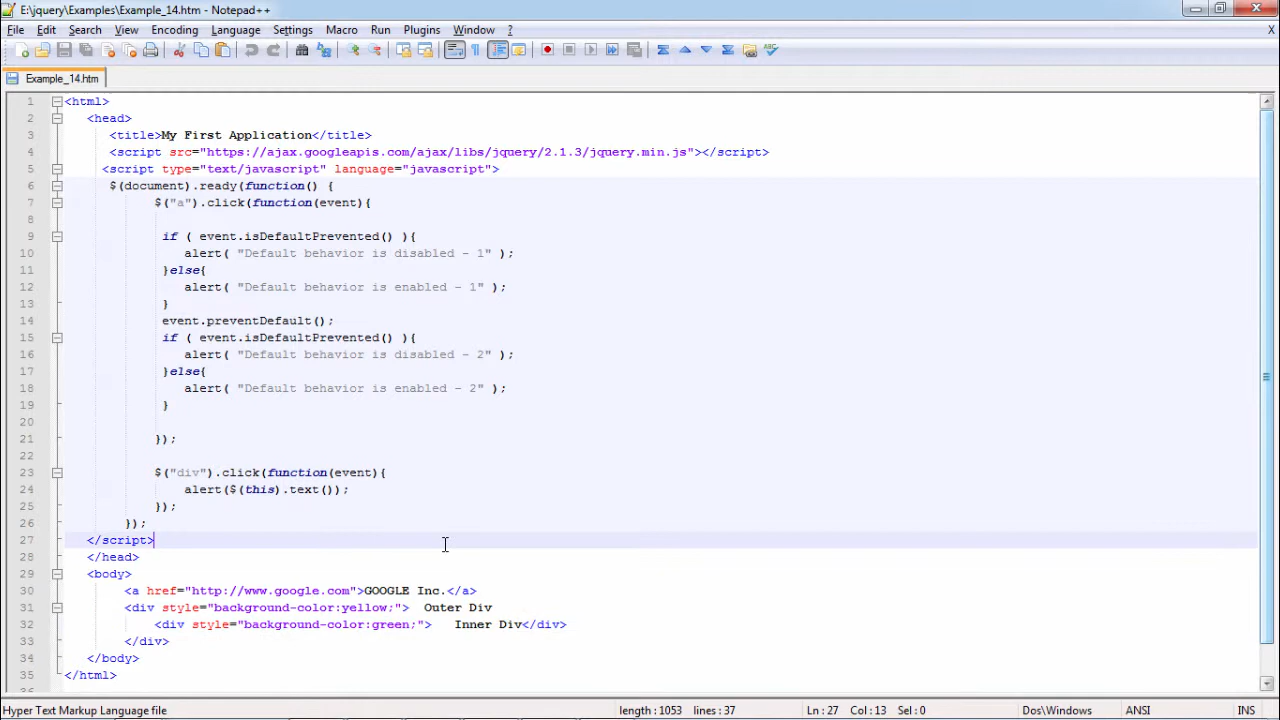 E:\jquery\Examples\Example_14.htm - Notepad++
File Edit Search View Encoding Language Settings Macro Run Plugins Window ? X
Example_14.htm
1 <html>
2 <head>
3 <title>My First Application</title>
4 <script src="https://ajax.googleapis.com/ajax/libs/jquery/2.1.3/jquery.min.js"></script>
5 <script type="text/javascript" language="javascript">
6 $(document).ready(function() {
7 $("a").click(function(event){
8
9 if ( event.isDefaultPrevented() ){
10 alert( "Default behavior is disabled - 1" );
11 }else{
12 alert( "Default behavior is enabled - 1" );
13 }
14 event.preventDefault();
15 if ( event.isDefaultPrevented() ){
16 alert( "Default behavior is disabled - 2" );
17 }else{
18 alert( "Default behavior is enabled - 2" );
19 }
20
21 });
22
23 $("div").click(function(event){
24 alert($(this).text());
25 });
26 });
27 </script>
28 </head>
29 <body>
30 <a href="http://www.google.com">GOOGLE Inc.</a>
31 <div style="background-color:yellow;"> Outer Div
32 <div style="background-color:green;"> Inner Div</div>
33 </div>
34 </body>
35 </html>
Hyper Text Markup Language file length : 1053 lines : 37 Ln : 27 Col : 13 Sel : 0 Dos\Windows ANSI INS